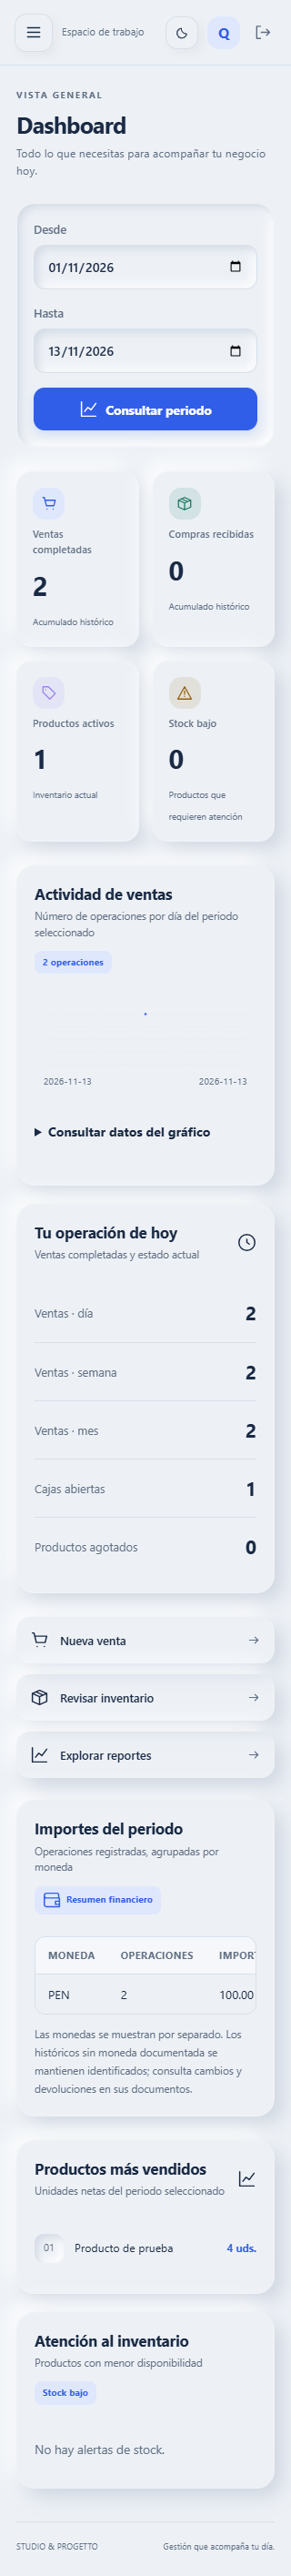 Espacio de trabajo
Q
VISTA GENERAL
Dashboard
Todo lo que necesitas para acompañar tu negocio
hoy.
Desde
01/11/2026
Hasta
13/11/2026
Consultar periodo
Ventas
completadas
2
Acumulado histórico
Compras recibidas
0
Acumulado histórico
Productos activos
1
Inventario actual
Stock bajo
0
Productos que
requieren atención
Actividad de ventas
Número de operaciones por día del periodo
seleccionado
2 operaciones
2026-11-13 2026-11-13
Consultar datos del gráfico
Tu operación de hoy
Ventas completadas y estado actual
Ventas · día 2
Ventas · semana 2
Ventas · mes 2
Cajas abiertas 1
Productos agotados 0
Nueva venta
Revisar inventario
Explorar reportes
Importes del periodo
Operaciones registradas, agrupadas por
moneda
Resumen financiero
MONEDA OPERACIONES IMPORT
PEN 2 100.00
Las monedas se muestran por separado. Los
históricos sin moneda documentada se
mantienen identificados; consulta cambios y
devoluciones en sus documentos.
Productos más vendidos
Unidades netas del periodo seleccionado
01 Producto de prueba 4 uds.
Atención al inventario
Productos con menor disponibilidad
Stock bajo
No hay alertas de stock.
STUDIO & PROGETTO Gestión que acompaña tu día.